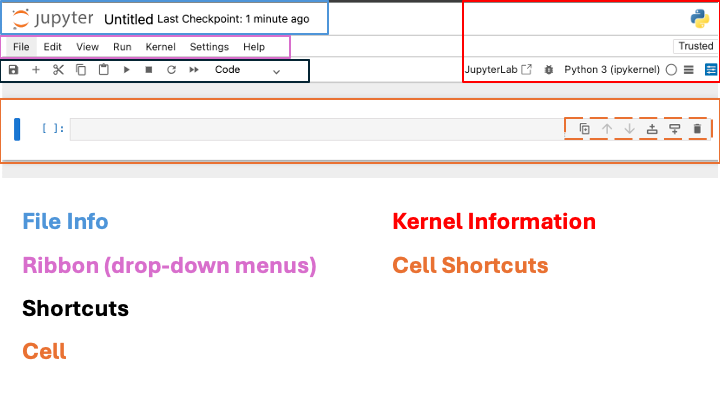 jupyter Untitled Last Checkpoint: 1 minute ago
File Edit View Run Kernel Settings Help Trusted
Code JupyterLab Python 3 (ipykernel)
[ ]:
File Info Kernel Information
Ribbon (drop-down menus) Cell Shortcuts
Shortcuts
Cell